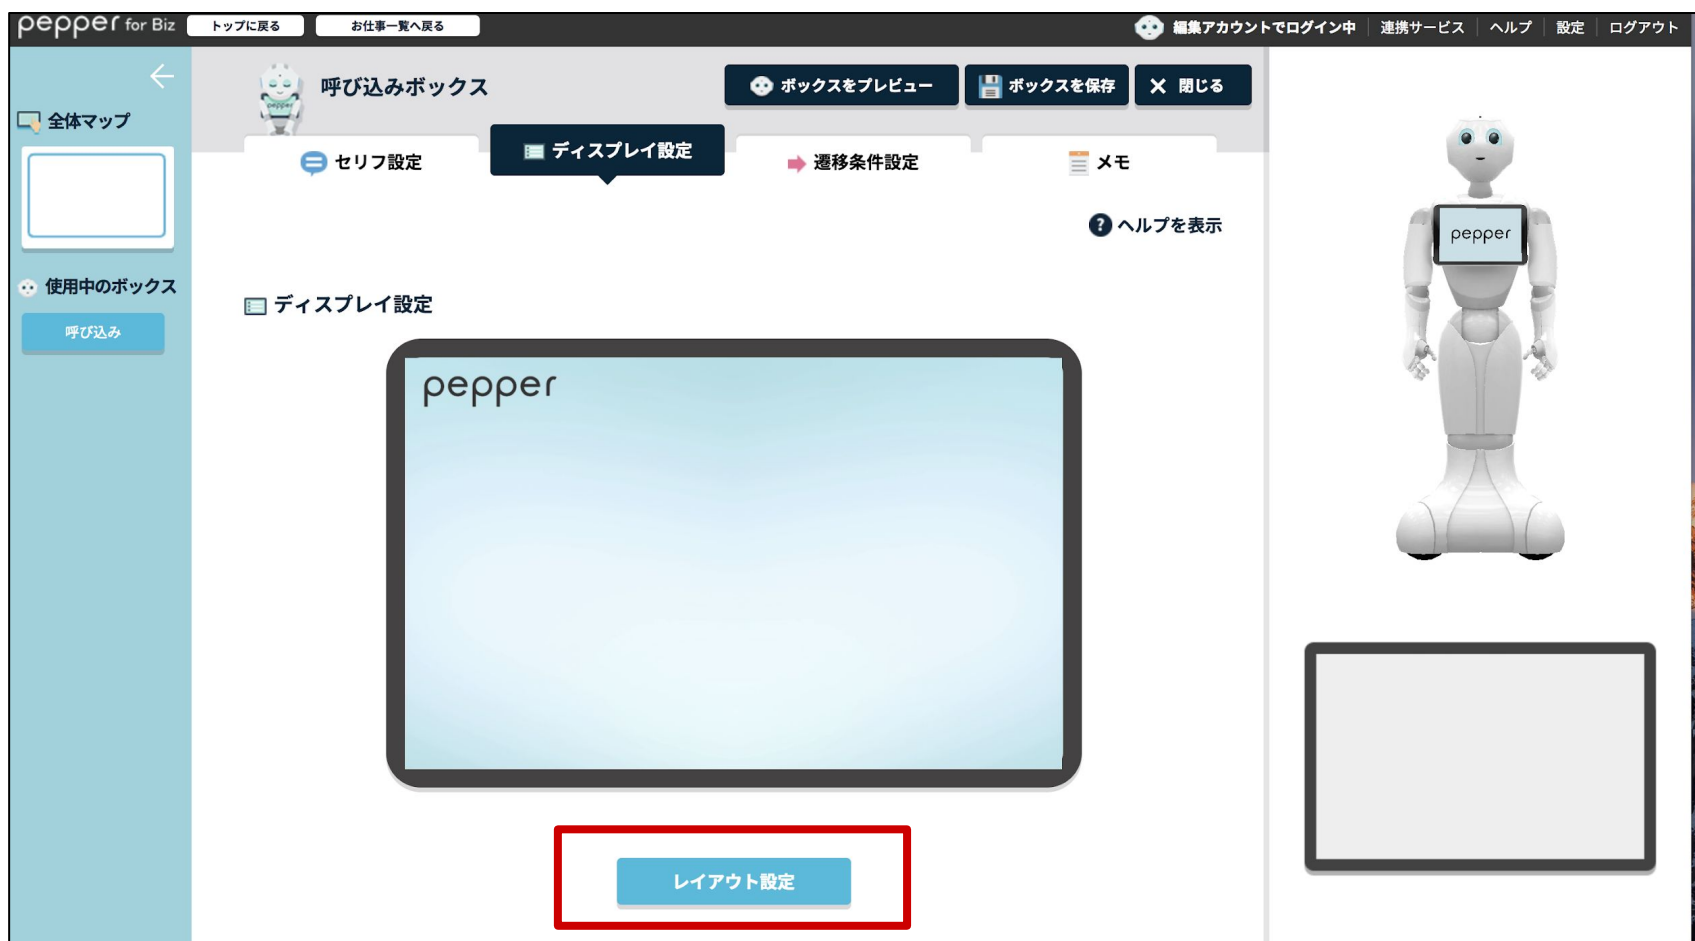 pepper for Biz
トップに戻る
お仕事一覧へ戻る
編集アカウントでログイン中
連携サービス
ヘルプ
設定
ログアウト
全体マップ
使用中のボックス
呼び込み
pepper
呼び込みボックス
ボックスをプレビュー
ボックスを保存
閉じる
セリフ設定
ディスプレイ設定
遷移条件設定
メモ
? ヘルプを表示
ディスプレイ設定
pepper
レイアウト設定
pepper